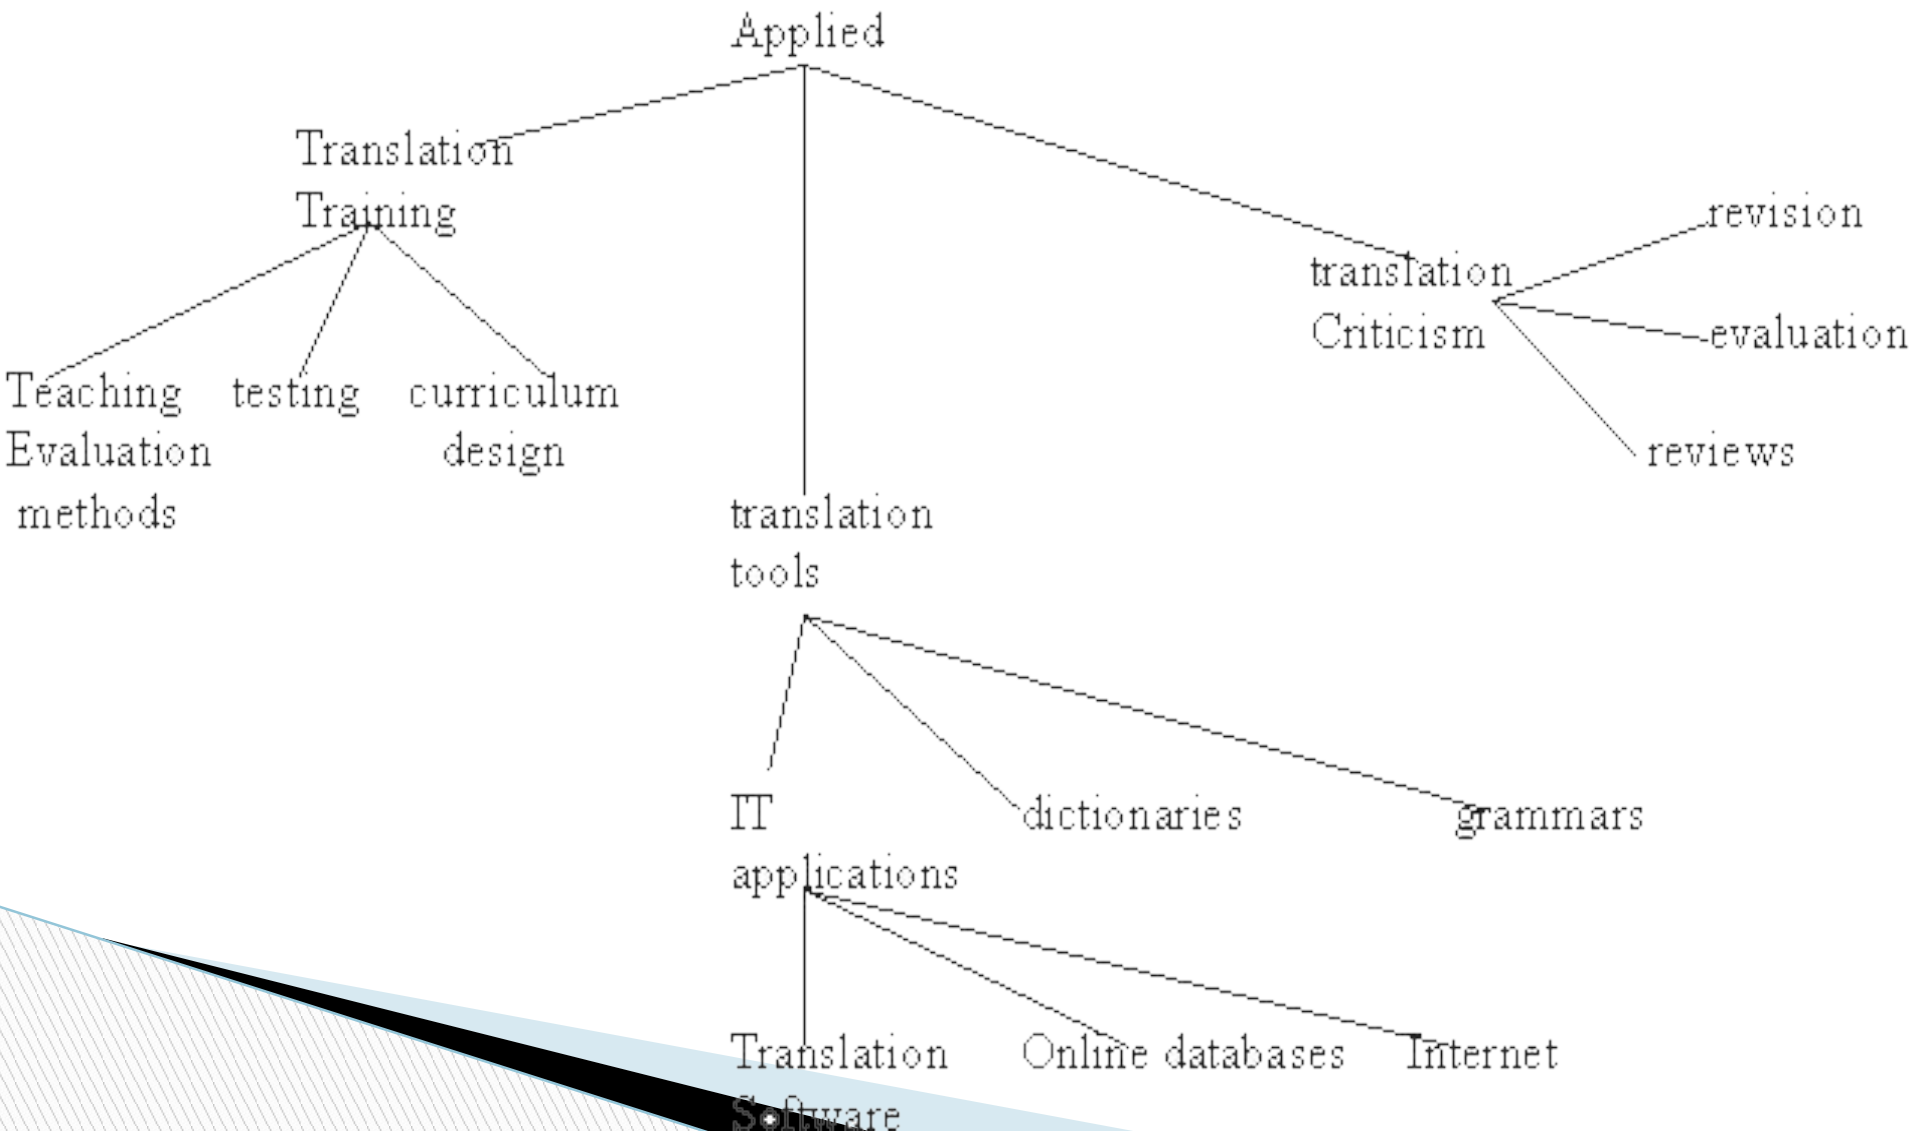 Applied
Translation
Training
Teaching
Evaluation
methods
testing
curriculum
design
translation
Criticism
revision
evaluation
reviews
translation
tools
IT
applications
dictionaries
grammars
Translation
Software
Online databases
Internet